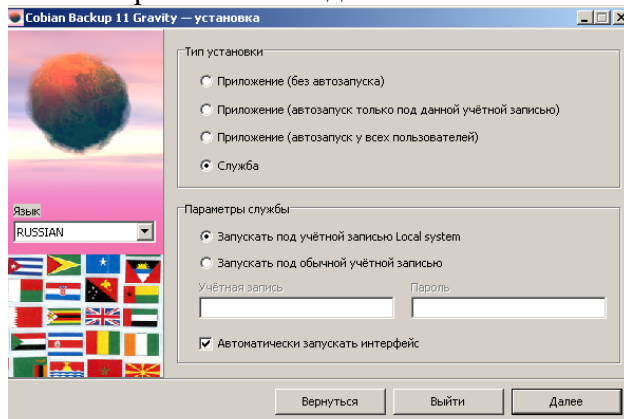 Cobian Backup 11 Gravity — установка
Тип установки
Приложение (без автозапуска)
Приложение (автозапуск только под данной учётной записью)
Приложение (автозапуск у всех пользователей)
Служба
Язык
RUSSIAN
Параметры службы
Запускать под учётной записью Local system
Запускать под обычной учётной записью
Учётная запись Пароль
Автоматически запускать интерфейс
Вернуться Выйти Далее